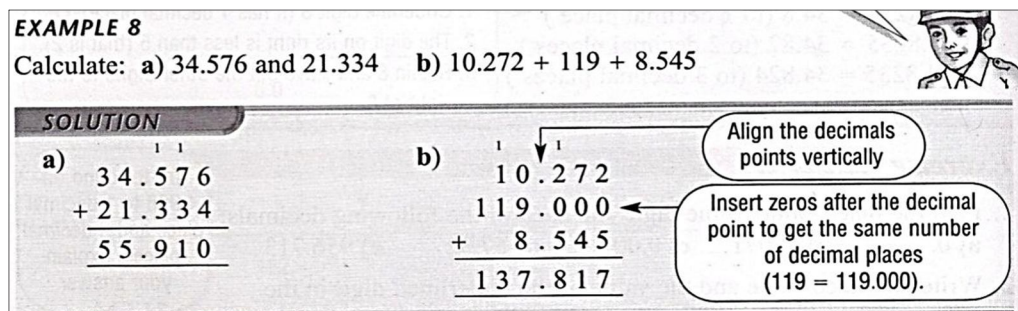 EXAMPLE 8
Calculate: a) 34.576 and 21.334 b) 10.272 + 119 + 8.545
SOLUTION
a)
1 1
34.576
+21.334
55.910
b)
1 1
10.272
119.000
+ 8.545
137.817
Align the decimals
points vertically
Insert zeros after the decimal
point to get the same number
of decimal places
(119 = 119.000).